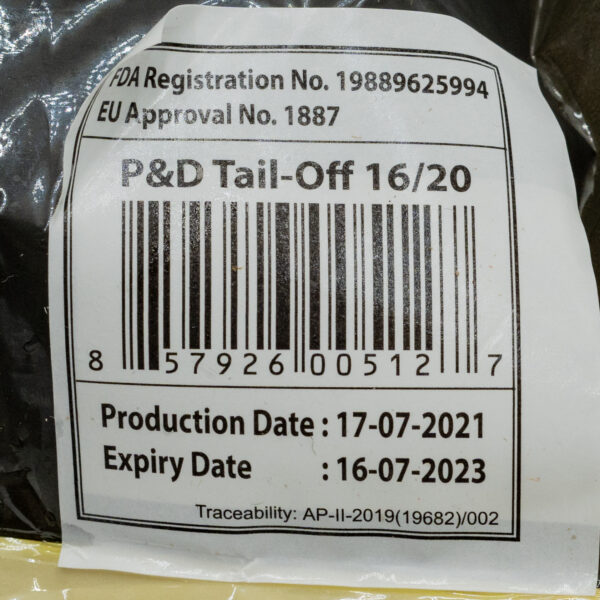 FDA Registration No. 19889625994
EU Approval No. 1887
P&D Tail-Off 16/20
8 57926 00512 7
Production Date : 17-07-2021
Expiry Date : 16-07-2023
Traceability: AP-II-2019(19682)/002